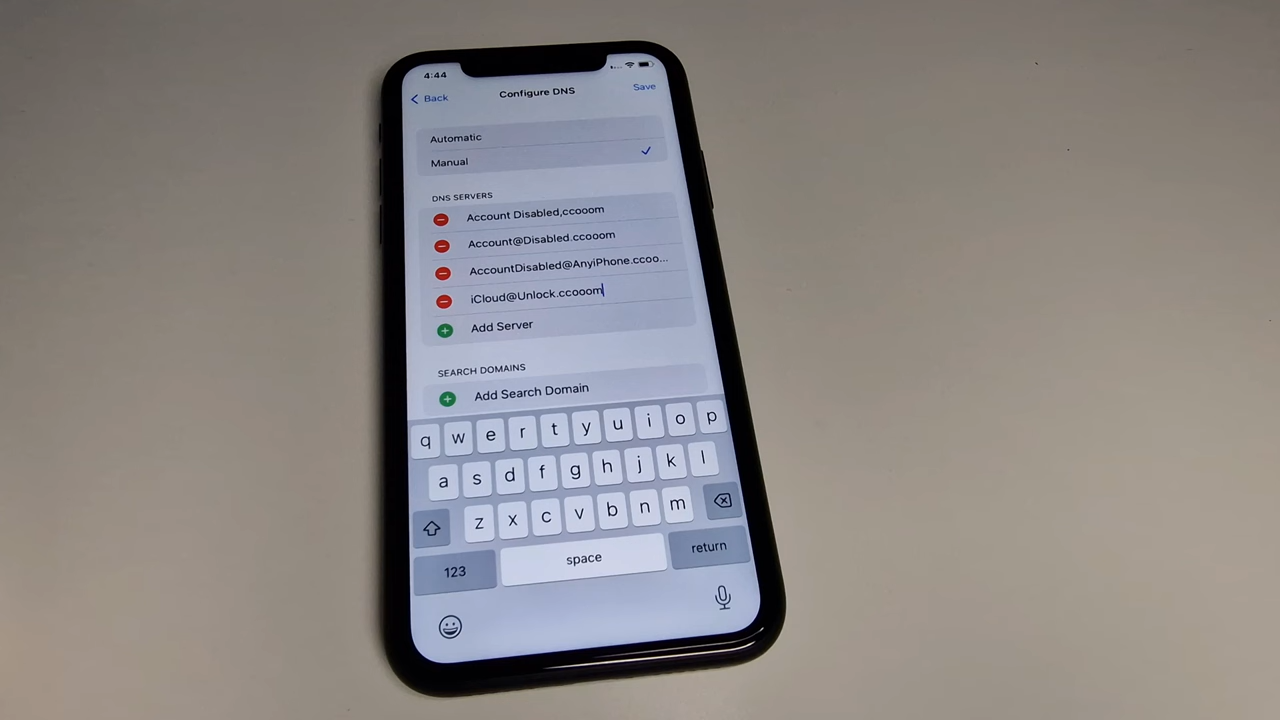 4:44
Back
Configure DNS
Save
Automatic
Manual
DNS SERVERS
Account Disabled,ccooom
Account@Disabled.ccooom
AccountDisabled@AnyiPhone.ccoo...
iCloud@Unlock.ccooom
Add Server
SEARCH DOMAINS
Add Search Domain
q w e r t y u i o p
a s d f g h j k l
z x c v b n m
123 space return